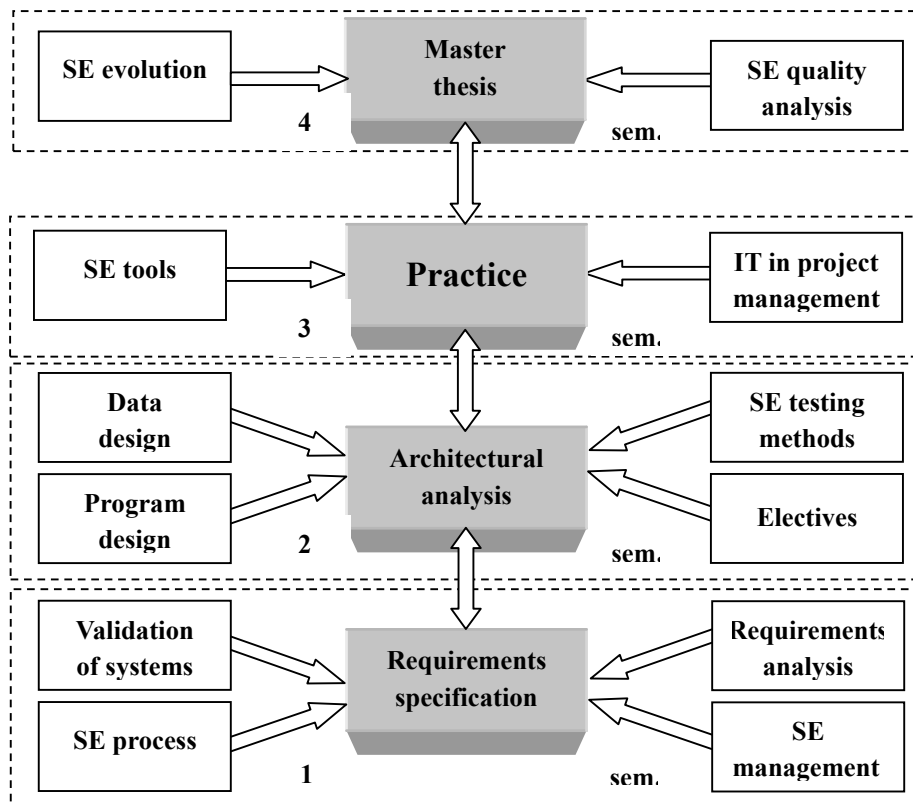 SE evolution
Master
thesis
SE quality
analysis
4 sem.
SE tools
Practice
IT in project
management
3 sem.
Data
design
Program
design
Architectural
analysis
SE testing
methods
Electives
2 sem.
Validation
of systems
SE process
Requirements
specification
Requirements
analysis
SE
management
1 sem.